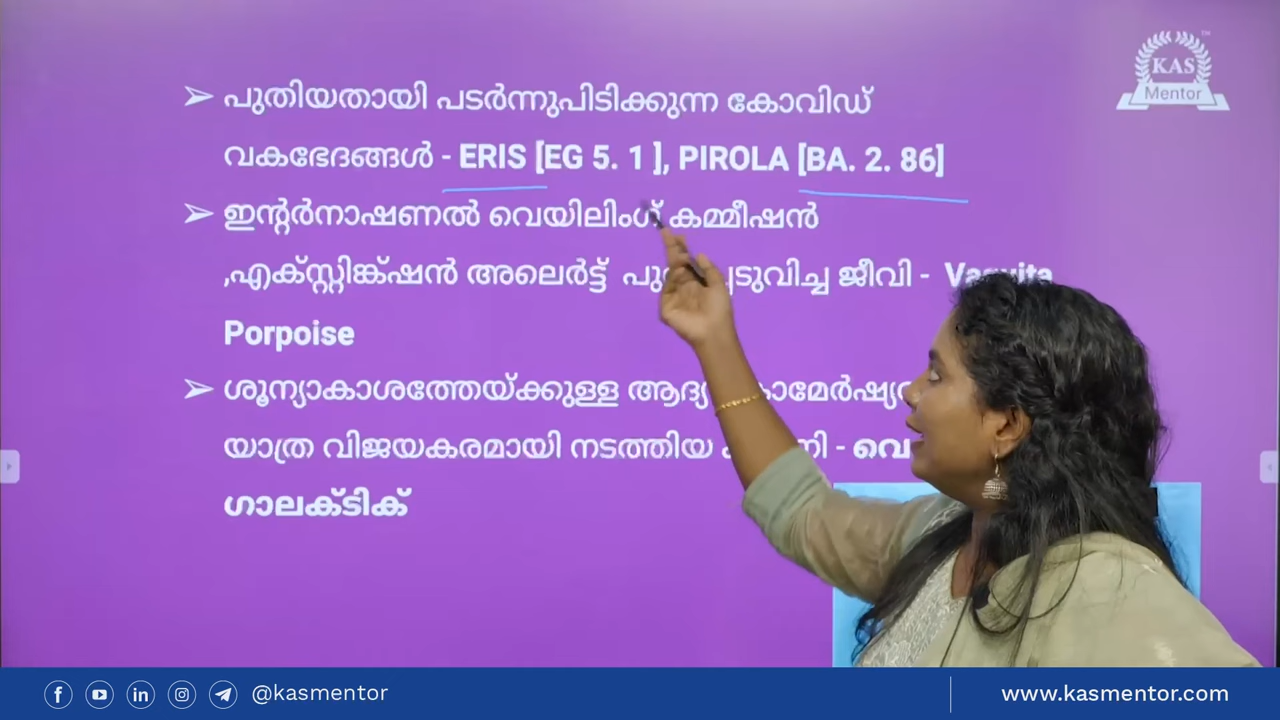 KAS
Mentor
➢ പുതിയതായി പടർന്നുപിടിക്കുന്ന കോവിഡ്
വകഭേദങ്ങൾ - ERIS [EG 5. 1 ], PIROLA [BA. 2. 86]
➢ ഇന്റർനാഷണൽ വെയിലിംഗ് കമ്മീഷൻ
,എക്സ്റ്റിങ്ക്ഷൻ അലെർട്ട് ജീവി - Vaquita
Porpoise
➢ ശൂന്യാകാശത്തേയ്ക്കുള്ള
യാത്ര വിജയകരമായി നടത്തിയ -
ഗാലക്ടിക്
@kasmentor
www.kasmentor.com